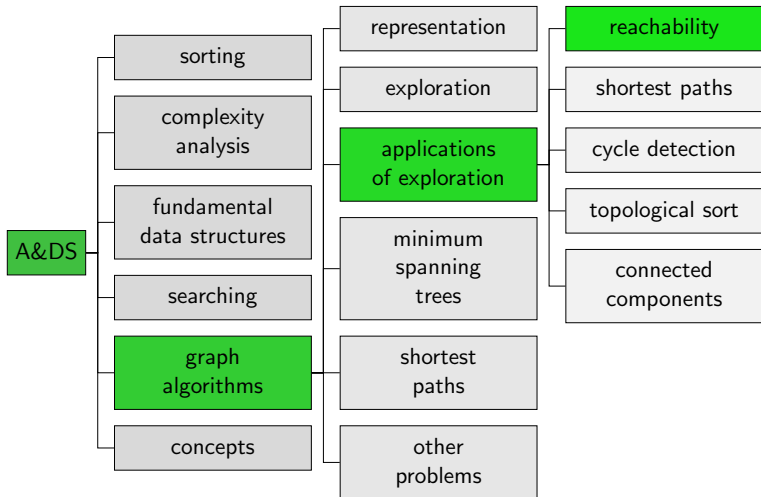 A&DS
sorting
complexity
analysis
fundamental
data structures
searching
graph
algorithms
concepts
representation
exploration
applications
of exploration
minimum
spanning
trees
shortest
paths
other
problems
reachability
shortest paths
cycle detection
topological sort
connected
components